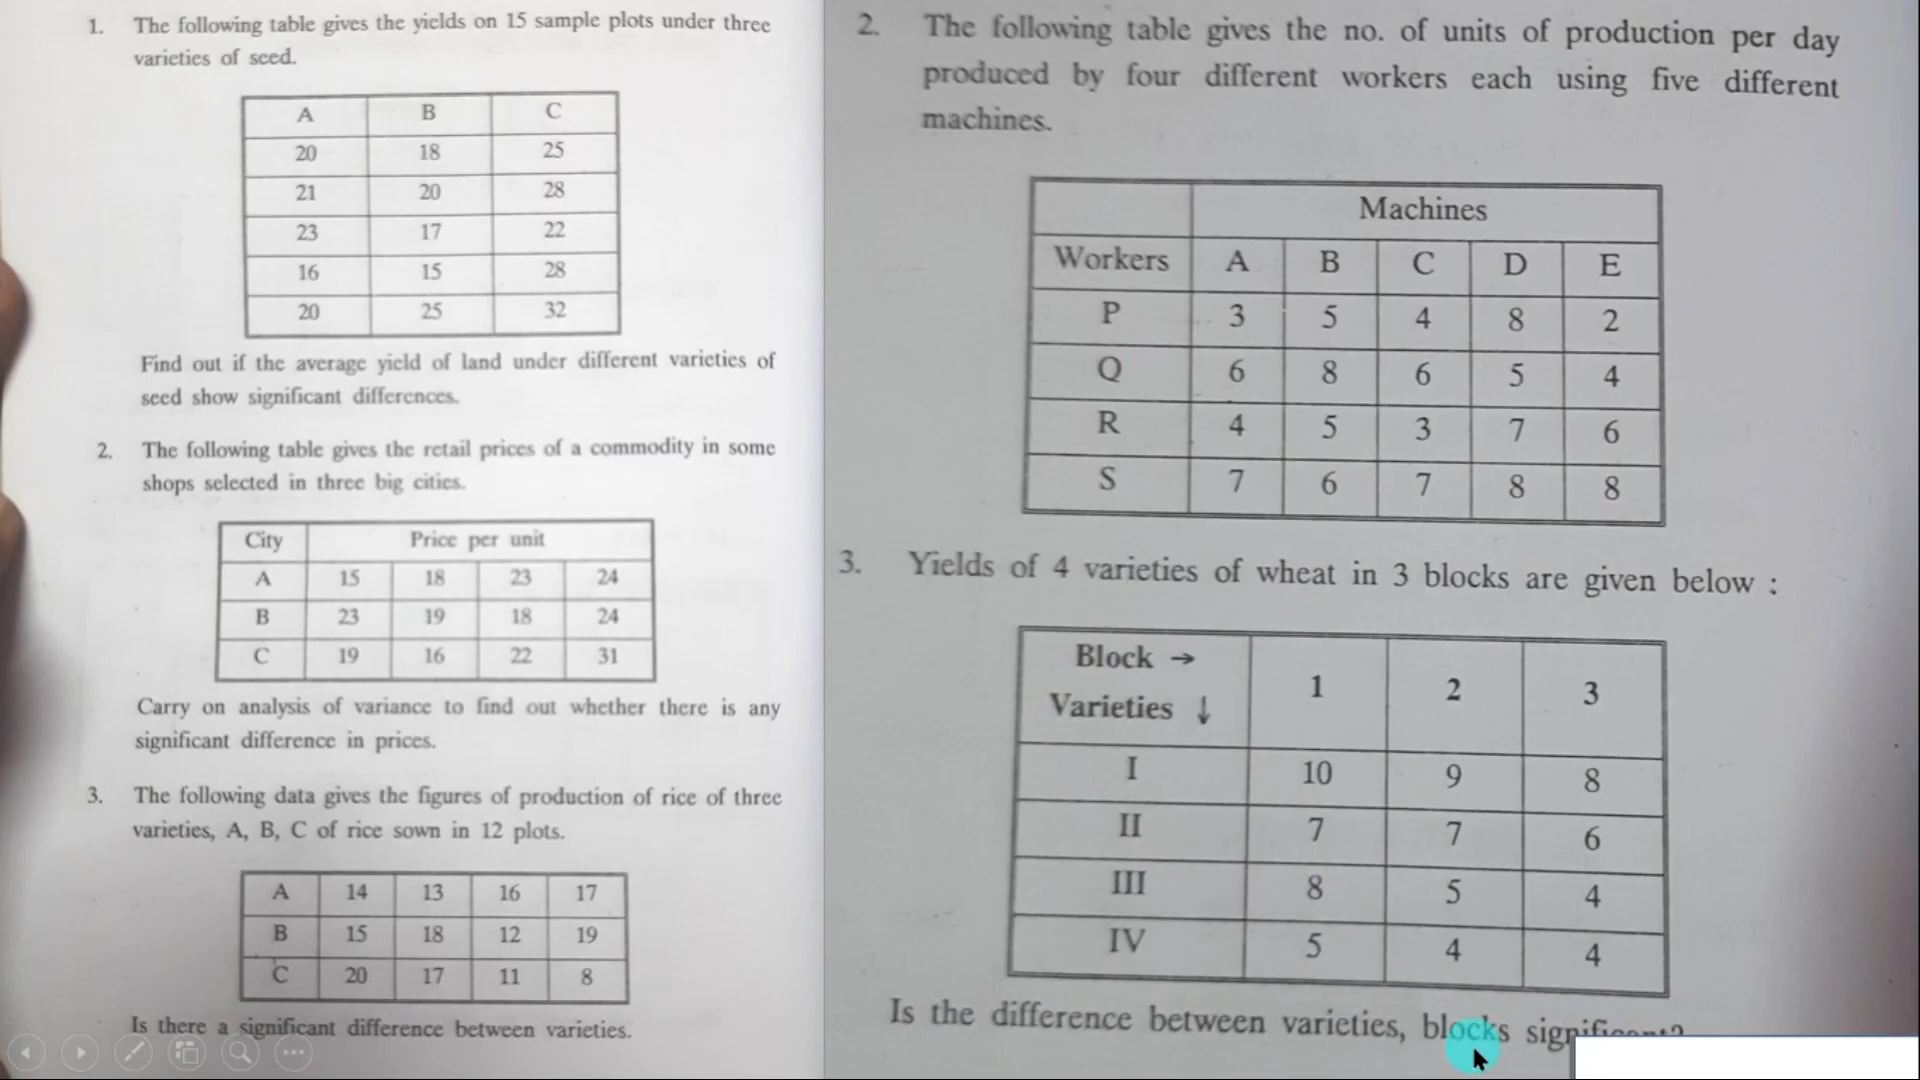 1. The following table gives the yields on 15 sample plots under three
varieties of seed.
A B C
20 18 25
21 20 28
23 17 22
16 15 28
20 25 32
Find out if the average yield of land under different varieties of
seed show significant differences.
2. The following table gives the retail prices of a commodity in some
shops selected in three big cities.
City Price per unit
A 15 18 23 24
B 23 19 18 24
C 19 16 22 31
Carry on analysis of variance to find out whether there is any
significant difference in prices.
3. The following data gives the figures of production of rice of three
varieties, A, B, C of rice sown in 12 plots.
A 14 13 16 17
B 15 18 12 19
C 20 17 11 8
Is there a significant difference between varieties.
2. The following table gives the no. of units of production per day
produced by four different workers each using five different
machines.
Machines
Workers A B C D E
P 3 5 4 8 2
Q 6 8 6 5 4
R 4 5 3 7 6
S 7 6 7 8 8
3. Yields of 4 varieties of wheat in 3 blocks are given below :
Block →
Varieties ↓
1 2 3
I 10 9 8
II 7 7 6
III 8 5 4
IV 5 4 4
Is the difference between varieties, blocks